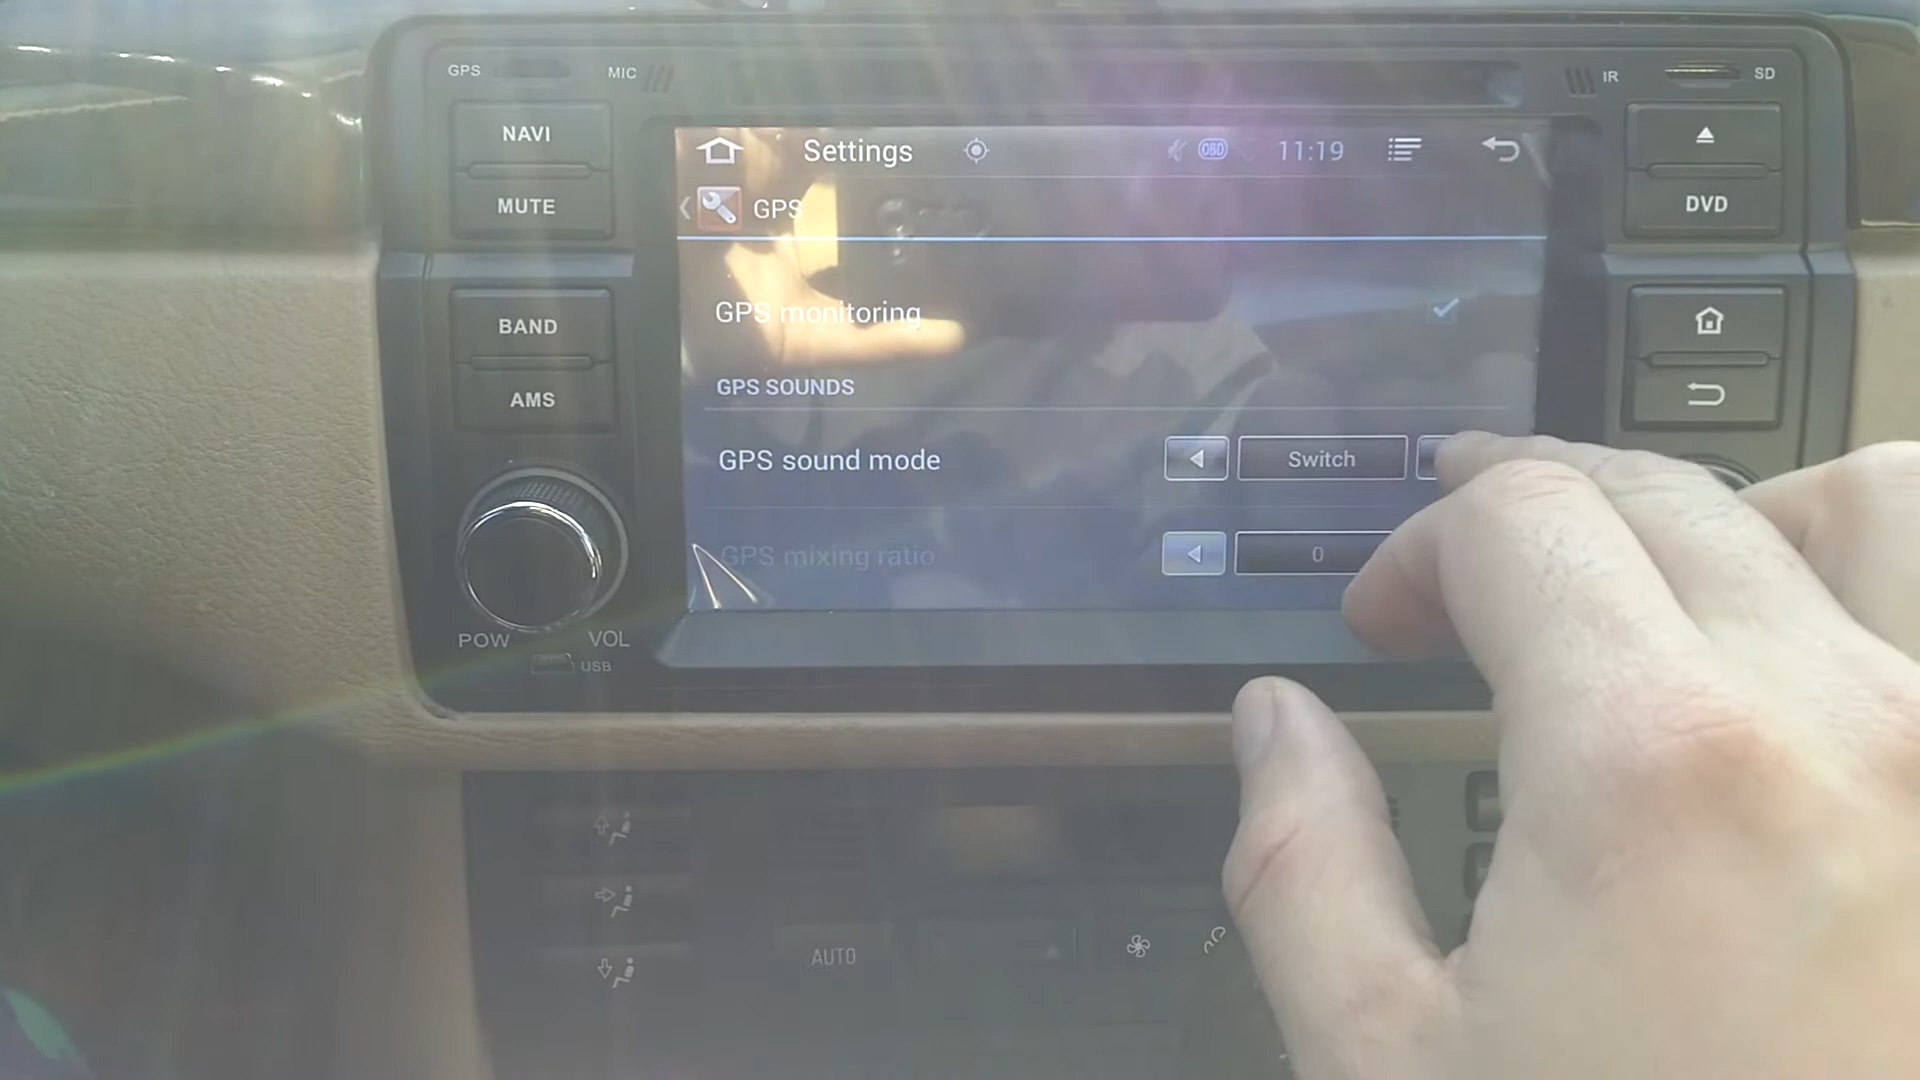 GPS
MIC
IR
SD
NAVI
MUTE
Settings
OBD
11:19
GPS
DVD
GPS monitoring
BAND
AMS
GPS SOUNDS
GPS sound mode
Switch
GPS mixing ratio
0
POW
VOL
USB
AUTO